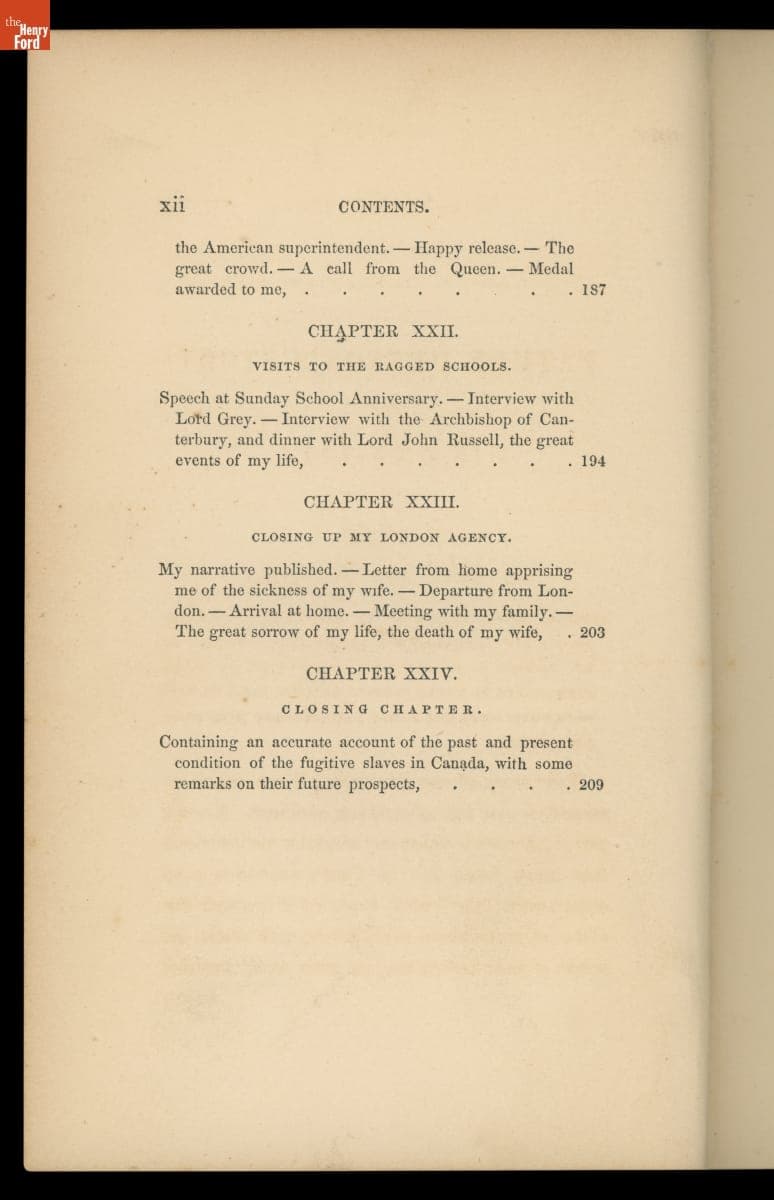 the Henry Ford
xii CONTENTS.
the American superintendent. — Happy release. — The
great crowd. — A call from the Queen. — Medal
awarded to me, . . . . . . . 187
CHAPTER XXII.
VISITS TO THE RAGGED SCHOOLS.
Speech at Sunday School Anniversary. — Interview with
Lord Grey. — Interview with the Archbishop of Can-
terbury, and dinner with Lord John Russell, the great
events of my life, . . . . . . . 194
CHAPTER XXIII.
CLOSING UP MY LONDON AGENCY.
My narrative published. — Letter from home apprising
me of the sickness of my wife. — Departure from Lon-
don. — Arrival at home. — Meeting with my family. —
The great sorrow of my life, the death of my wife, . 203
CHAPTER XXIV.
CLOSING CHAPTER.
Containing an accurate account of the past and present
condition of the fugitive slaves in Canada, with some
remarks on their future prospects, . . . . 209